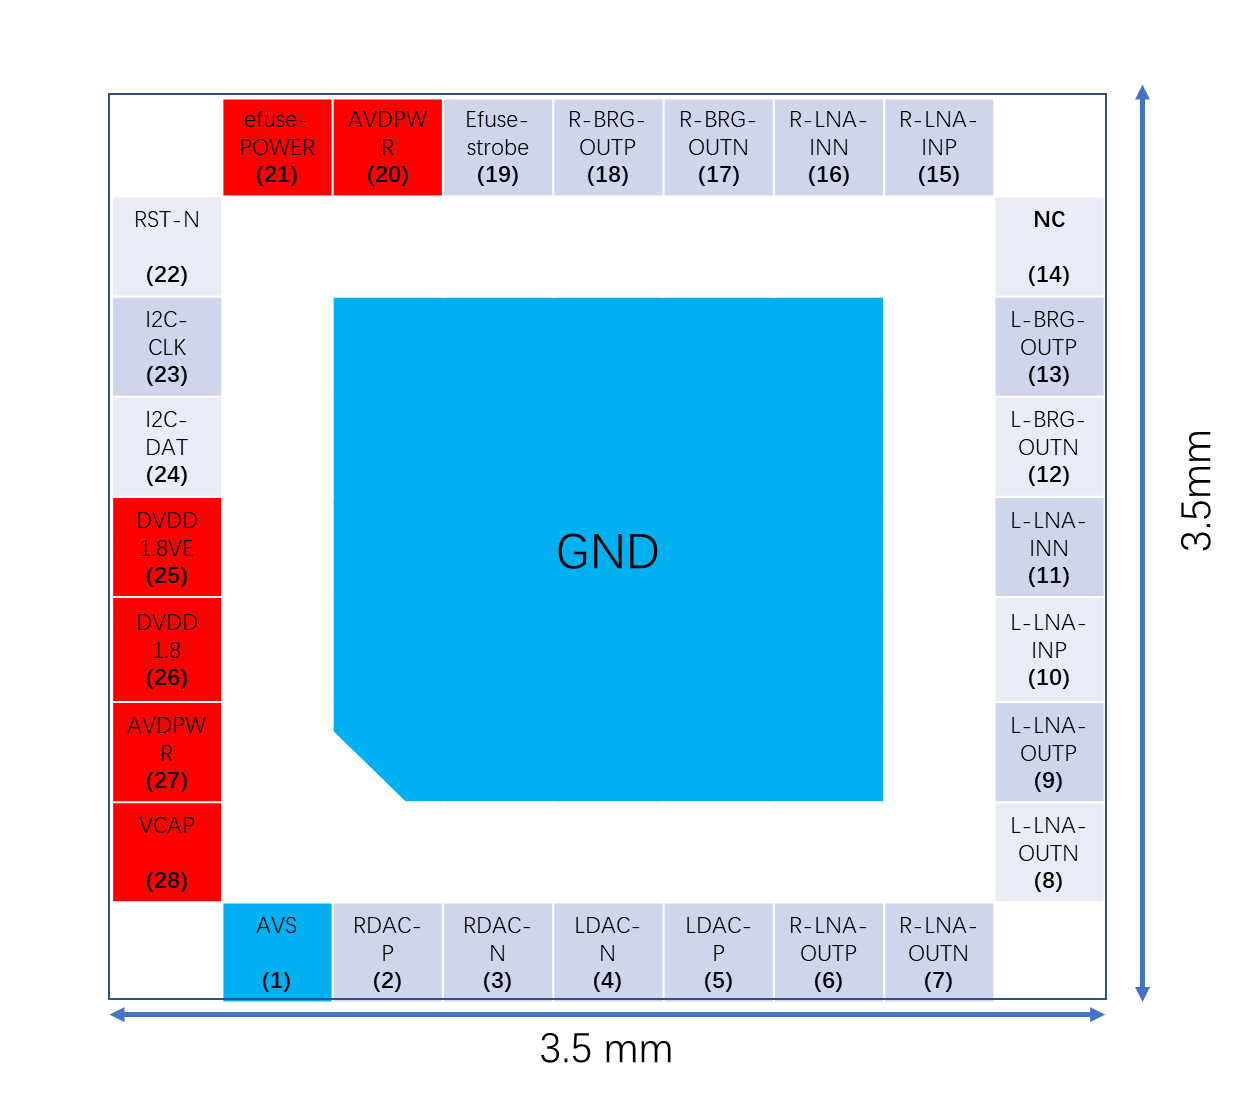 efuse-
POWER
(21)
AVDPW
R
(20)
Efuse-
strobe
(19)
R-BRG-
OUTP
(18)
R-BRG-
OUTN
(17)
R-LNA-
INN
(16)
R-LNA-
INP
(15)
RST-N
(22)
I2C-
CLK
(23)
I2C-
DAT
(24)
DVDD
1.8VE
(25)
DVDD
1.8
(26)
AVDPW
R
(27)
VCAP
(28)
GND
NC
(14)
L-BRG-
OUTP
(13)
L-BRG-
OUTN
(12)
L-LNA-
INN
(11)
L-LNA-
INP
(10)
L-LNA-
OUTP
(9)
L-LNA-
OUTN
(8)
3.5mm
AVS
(1)
RDAC-
P
(2)
RDAC-
N
(3)
LDAC-
N
(4)
LDAC-
P
(5)
R-LNA-
OUTP
(6)
R-LNA-
OUTN
(7)
3.5 mm